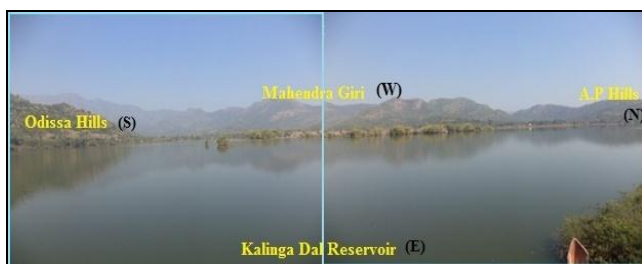 Mahendra Giri (W)
A.P Hills
(N)
Odissa Hills (S)
Kalinga Dal Reservoir (E)